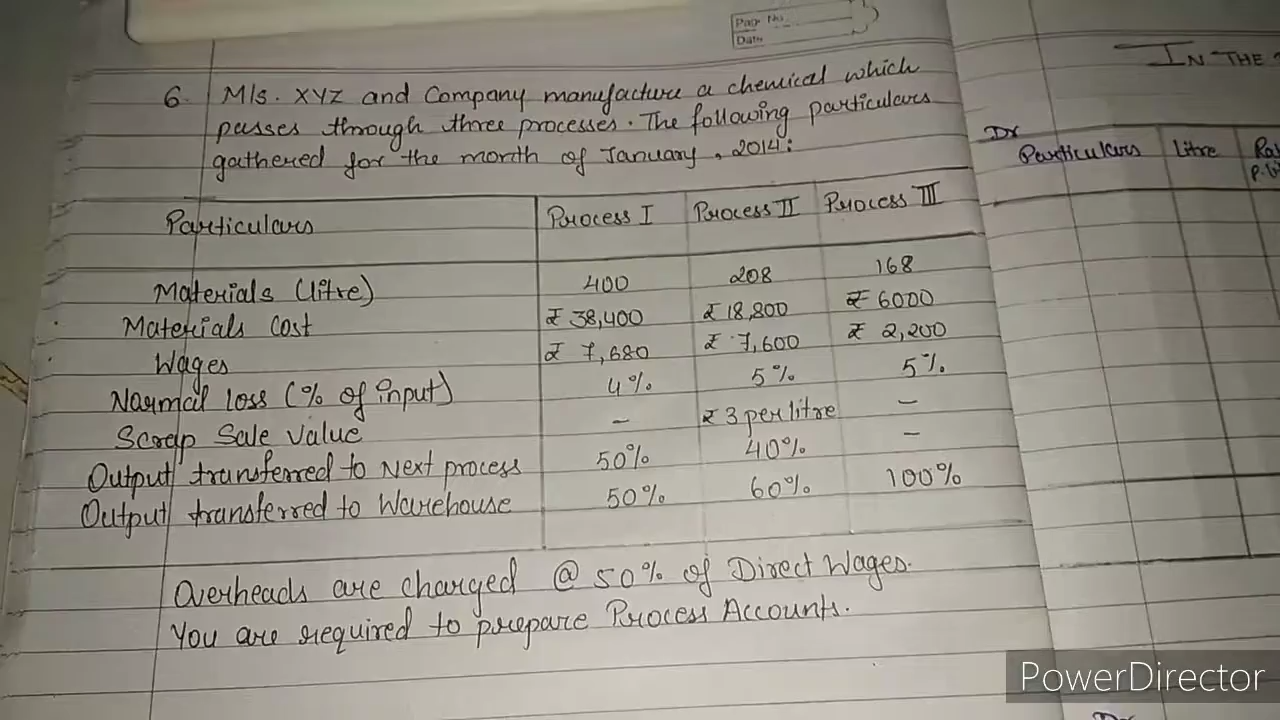 Page No.
Date
6. M/s. XYZ and Company manufacture a chemical which
passes through three processes. The following particulars
gathered for the month of January, 2014:
Particulars Process I Process II Process III
Materials (litre) 400 208 168
Materials Cost ₹ 38,400 ₹ 18,800 ₹ 6000
Wages ₹ 7,680 ₹ 7,600 ₹ 2,200
Normal loss (% of input) 4% 5% 5%
Scrap Sale Value - ₹ 3 per litre -
Output transferred to Next process 50% 40% -
Output transferred to Warehouse 50% 60% 100%
Overheads are charged @ 50% of Direct Wages.
You are required to prepare Process Accounts.
IN THE
Dr
Particulars Litre
Dr
PowerDirector